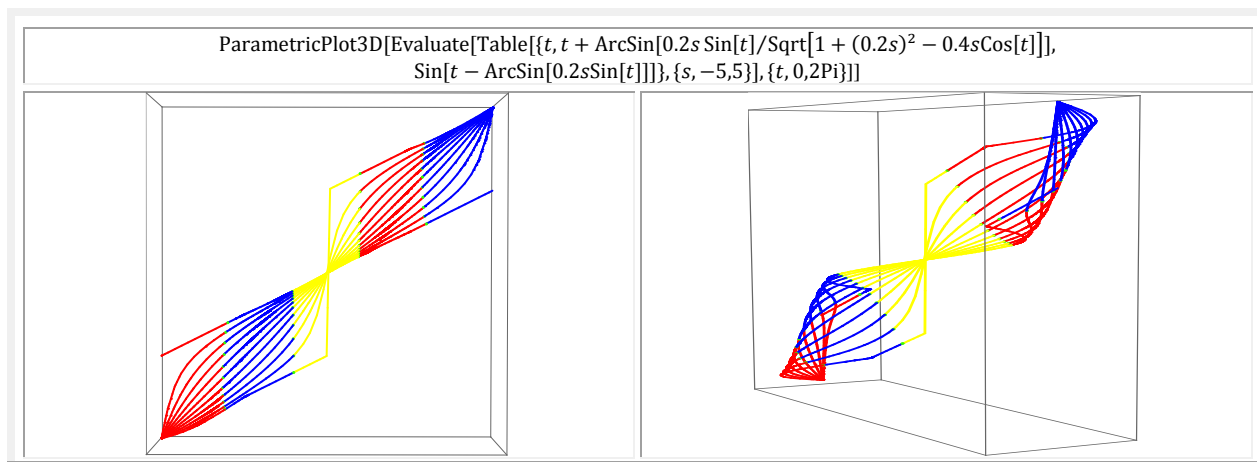 ParametricPlot3D[Evaluate[Table[{t, t + ArcSin[0.2s Sin[t]/Sqrt[1 + (0.2s)² − 0.4sCos[t]]],
Sin[t − ArcSin[0.2sSin[t]]]}, {s, −5,5}], {t, 0,2Pi}]]